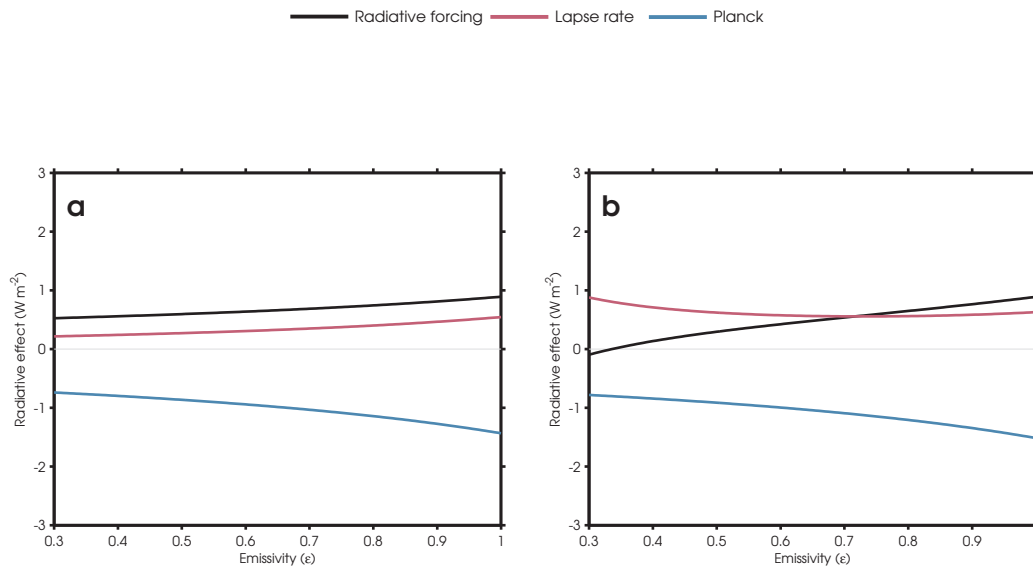 Radiative forcing Lapse rate Planck
a
3
2
1
0
-1
-2
-3
Radiative effect (W m⁻²)
0.3 0.4 0.5 0.6 0.7 0.8 0.9 1
Emissivity (ε)
b
3
2
1
0
-1
-2
-3
Radiative effect (W m⁻²)
0.3 0.4 0.5 0.6 0.7 0.8 0.9
Emissivity (ε)